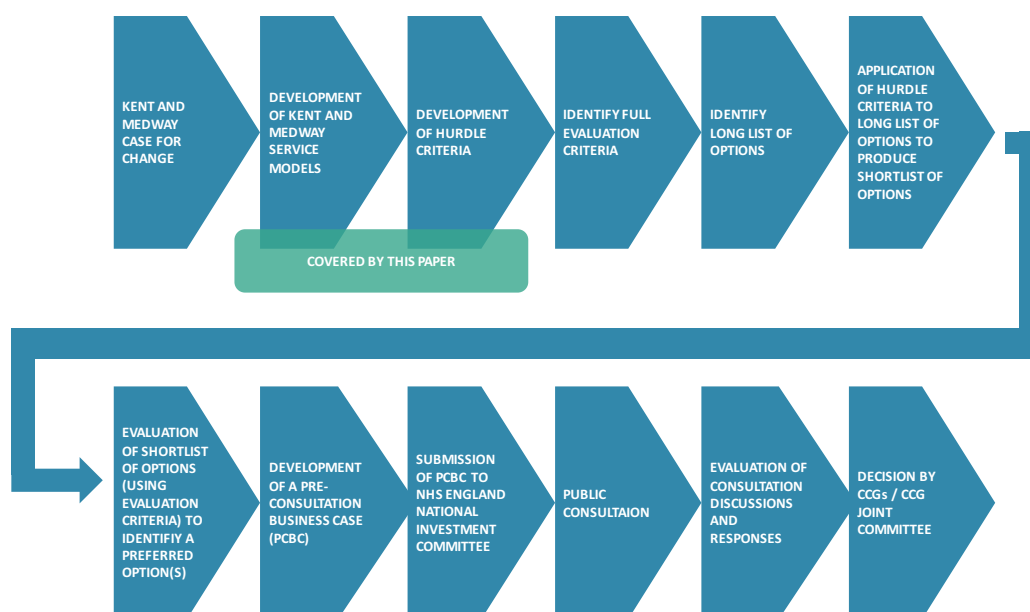 KENT AND
MEDWAY
CASE FOR
CHANGE
DEVELOPMENT
OF KENT AND
MEDWAY
SERVICE
MODELS
DEVELOPMENT
OF HURDLE
CRITERIA
IDENTIFY FULL
EVALUATION
CRITERIA
IDENTIFY
LONG LIST OF
OPTIONS
APPLICATION
OF HURDLE
CRITERIA TO
LONG LIST OF
OPTIONS TO
PRODUCE
SHORTLIST OF
OPTIONS
COVERED BY THIS PAPER
EVALUATION
OF SHORTLIST
OF OPTIONS
(USING
EVALUATION
CRITERIA) TO
IDENTIFIY A
PREFERRED
OPTION(S)
DEVELOPMENT
OF A PRE-
CONSULTATION
BUSINESS CASE
(PCBC)
SUBMISSION
OF PCBC TO
NHS ENGLAND
NATIONAL
INVESTMENT
COMMITTEE
PUBLIC
CONSULTAION
EVALUATION OF
CONSULTATION
DISCUSSIONS
AND
RESPONSES
DECISION BY
CCGs / CCG
JOINT
COMMITTEE